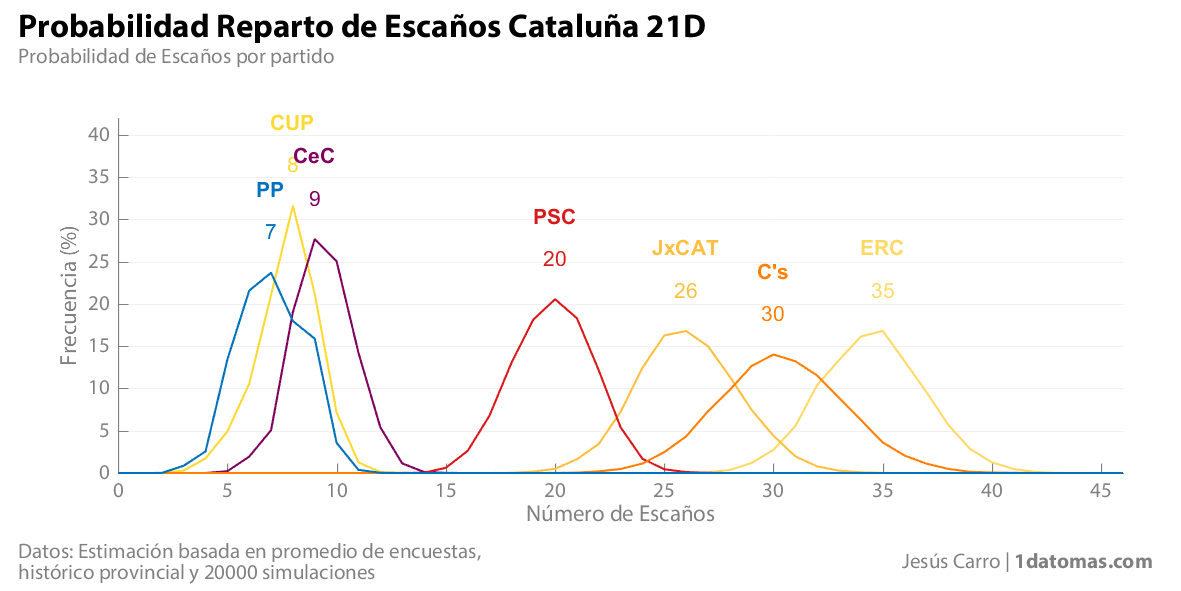 Probabilidad Reparto de Escaños Cataluña 21D
Probabilidad de Escaños por partido
CUP
8
CeC
9
PP
7
PSC
20
JxCAT
26
C's
30
ERC
35
Frecuencia (%)
40
35
30
25
20
15
10
5
0
0 5 10 15 20 25 30 35 40 45
Número de Escaños
Datos: Estimación basada en promedio de encuestas,
histórico provincial y 20000 simulaciones
Jesús Carro | 1datomas.com